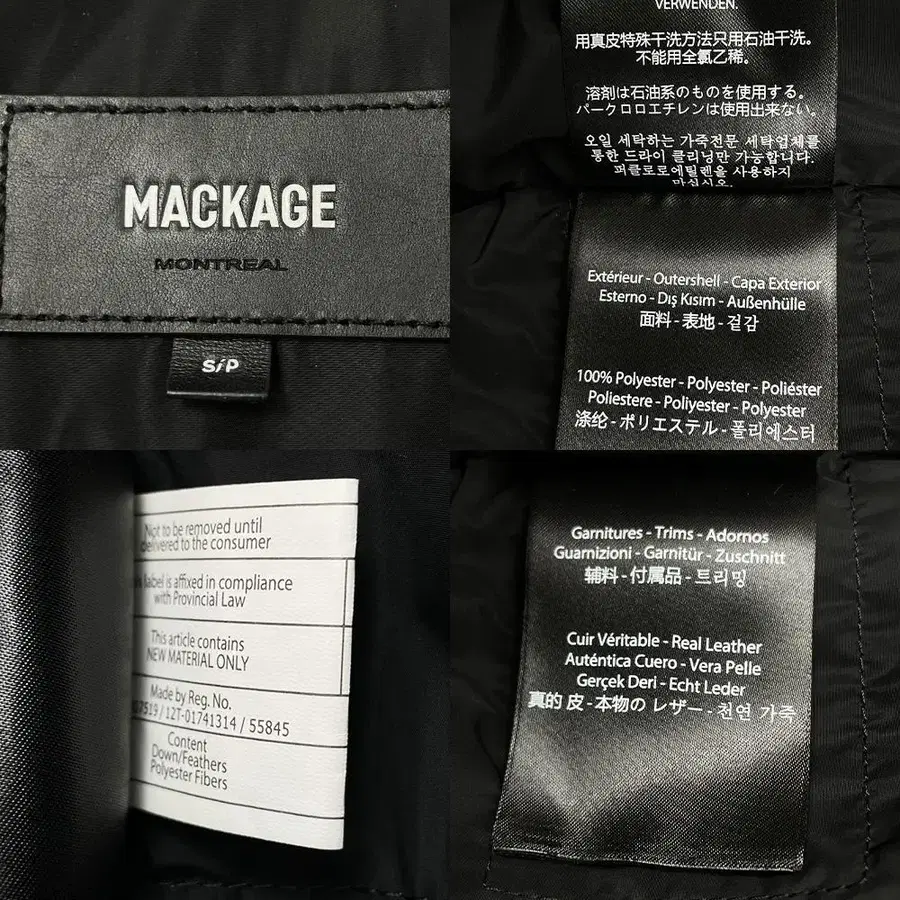 MACKAGE
MONTREAL
S/P
VERWENDEN.
用真皮特殊干洗方法只用石油干洗。
不能用全氯乙稀。
溶剤は石油系のものを使用する。
パークロロエチレンは使用出来ない。
오일 세탁하는 가죽전문 세탁업체를
통한 드라이 클리닝만 가능합니다.
퍼클로로에틸렌을 사용하지
마십시오.
Extérieur - Outershell - Capa Exterior
Esterno - Dış Kısım - Außenhülle
面料 - 表地 - 겉감
100% Polyester - Polyester - Poliéster
Poliestere - Poliyester - Polyester
涤纶 - ポリエステル - 폴리에스터
Not to be removed until
delivered to the consumer
label is affixed in compliance
with Provincial Law
This article contains
NEW MATERIAL ONLY
Made by Reg. No.
7519 / 12T-01741314 / 55845
Content
Down/Feathers
Polyester Fibers
Garnitures - Trims - Adornos
Guarnizioni - Garnitür - Zuschnitt
辅料 - 付属品 - 트리밍
Cuir Véritable - Real Leather
Auténtica Cuero - Vera Pelle
Gerçek Deri - Echt Leder
真的 皮 - 本物の レザー - 천연 가죽